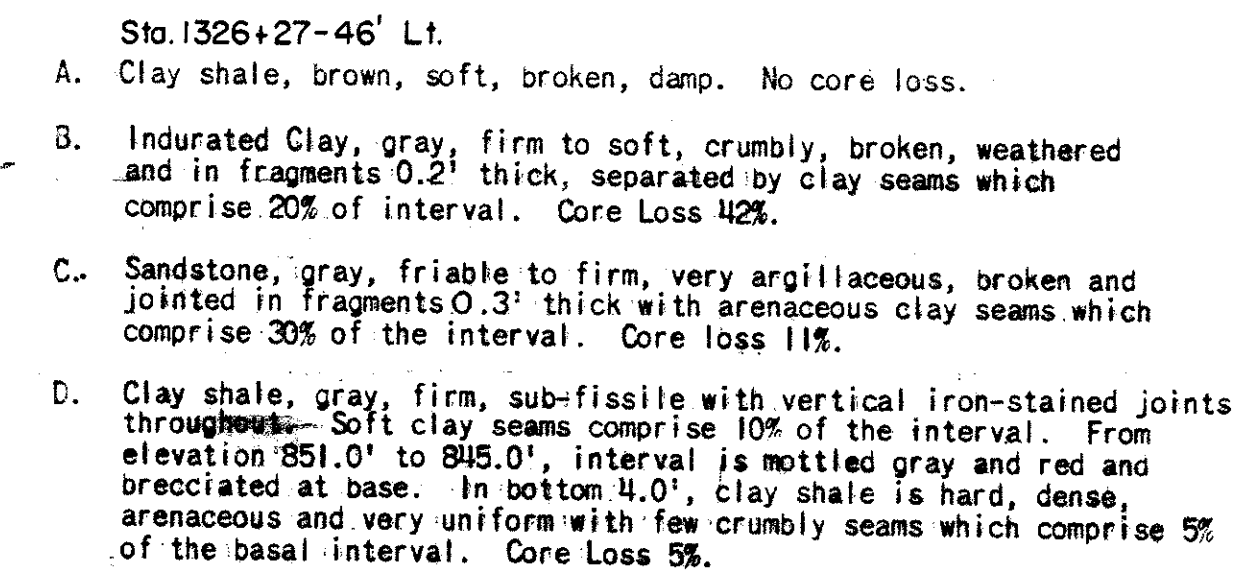 Sta. 1326+27-46' Lt.
A. Clay shale, brown, soft, broken, damp. No core loss.
B. Indurated Clay, gray, firm to soft, crumbly, broken, weathered
and in fragments 0.2' thick, separated by clay seams which
comprise 20% of interval. Core Loss 42%.
C. Sandstone, gray, friable to firm, very argillaceous, broken and
jointed in fragments 0.3' thick with arenaceous clay seams which
comprise 30% of the interval. Core loss 11%.
D. Clay shale, gray, firm, sub-fissile with vertical iron-stained joints
throughout. Soft clay seams comprise 10% of the interval. From
elevation 851.0' to 845.0', interval is mottled gray and red and
brecciated at base. In bottom 4.0', clay shale is hard, dense,
arenaceous and very uniform with few crumbly seams which comprise 5%
of the basal interval. Core Loss 5%.